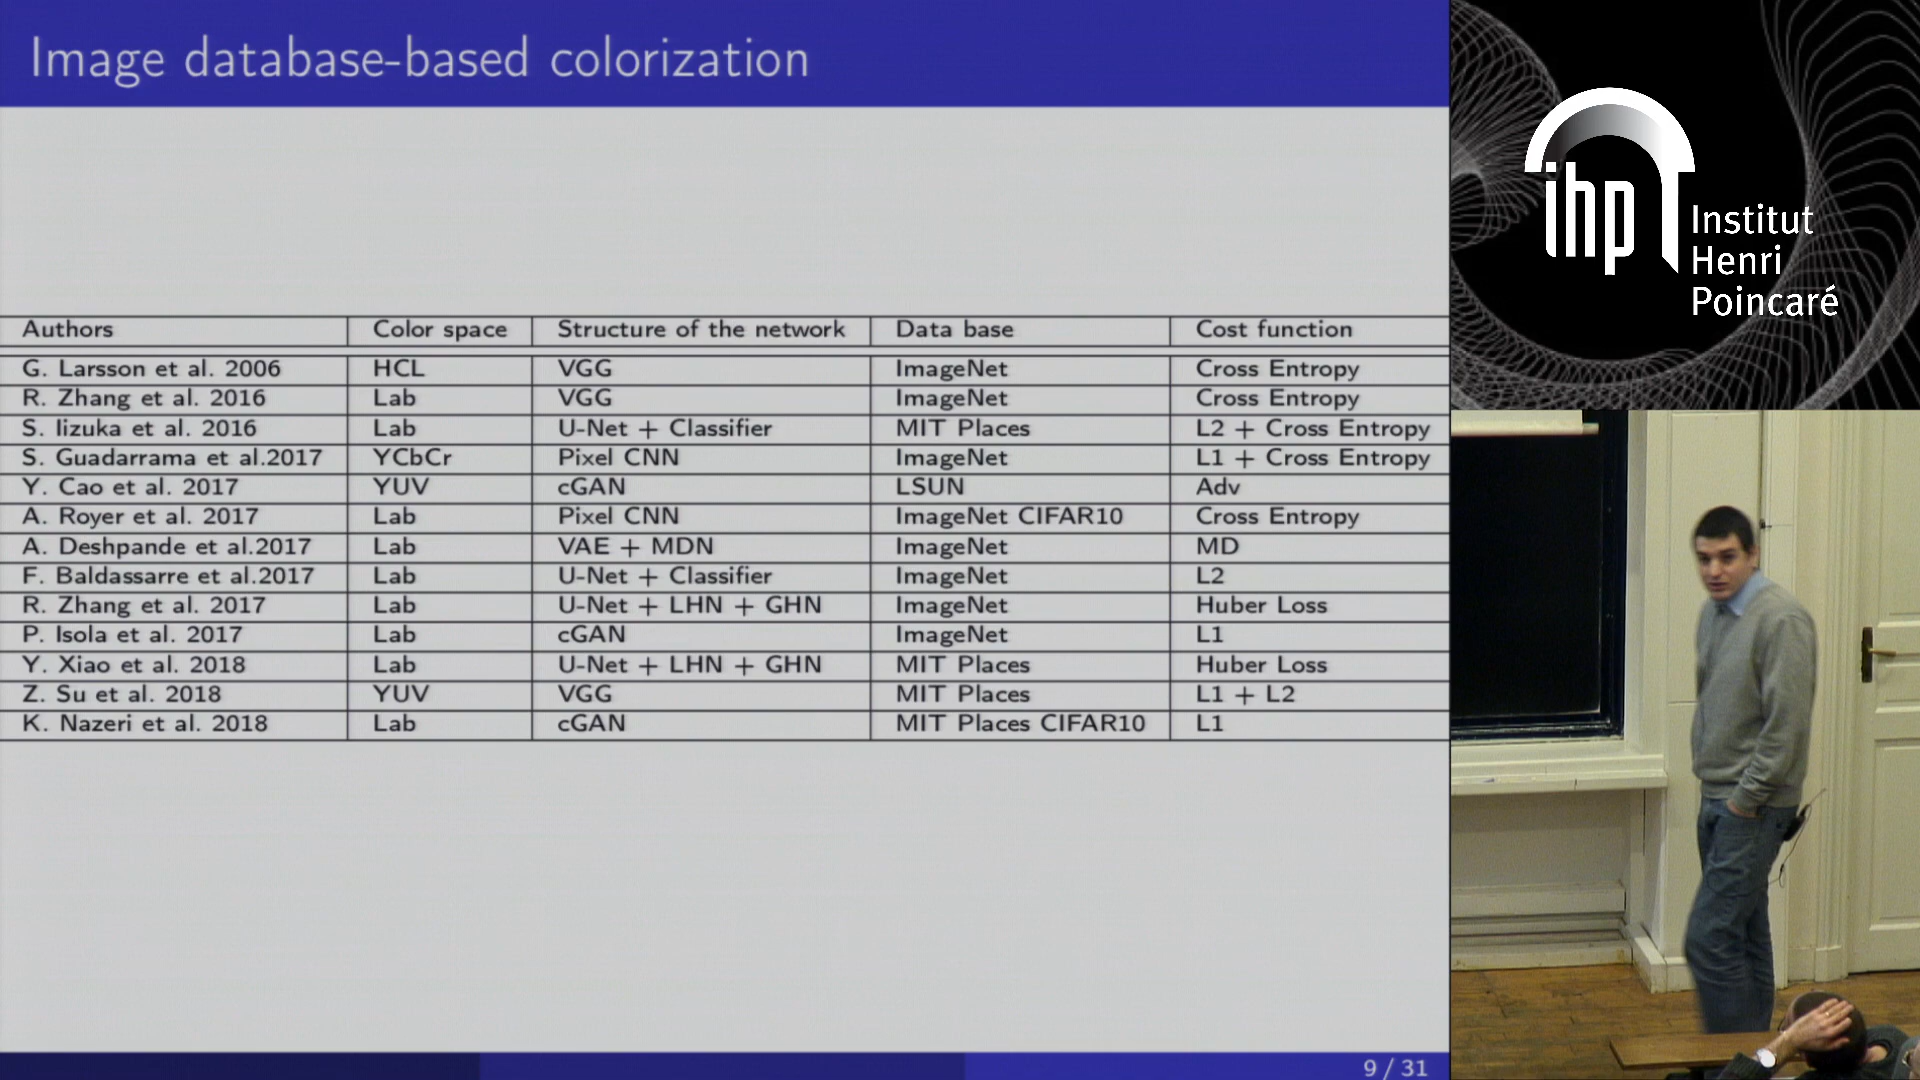 Image database-based colorization
Authors Color space Structure of the network Data base Cost function
G. Larsson et al. 2006 HCL VGG ImageNet Cross Entropy
R. Zhang et al. 2016 Lab VGG ImageNet Cross Entropy
S. Iizuka et al. 2016 Lab U-Net + Classifier MIT Places L2 + Cross Entropy
S. Guadarrama et al.2017 YCbCr Pixel CNN ImageNet L1 + Cross Entropy
Y. Cao et al. 2017 YUV cGAN LSUN Adv
A. Royer et al. 2017 Lab Pixel CNN ImageNet CIFAR10 Cross Entropy
A. Deshpande et al.2017 Lab VAE + MDN ImageNet MD
F. Baldassarre et al.2017 Lab U-Net + Classifier ImageNet L2
R. Zhang et al. 2017 Lab U-Net + LHN + GHN ImageNet Huber Loss
P. Isola et al. 2017 Lab cGAN ImageNet L1
Y. Xiao et al. 2018 Lab U-Net + LHN + GHN MIT Places Huber Loss
Z. Su et al. 2018 YUV VGG MIT Places L1 + L2
K. Nazeri et al. 2018 Lab cGAN MIT Places CIFAR10 L1
9 / 31
ihp
Institut
Henri
Poincaré